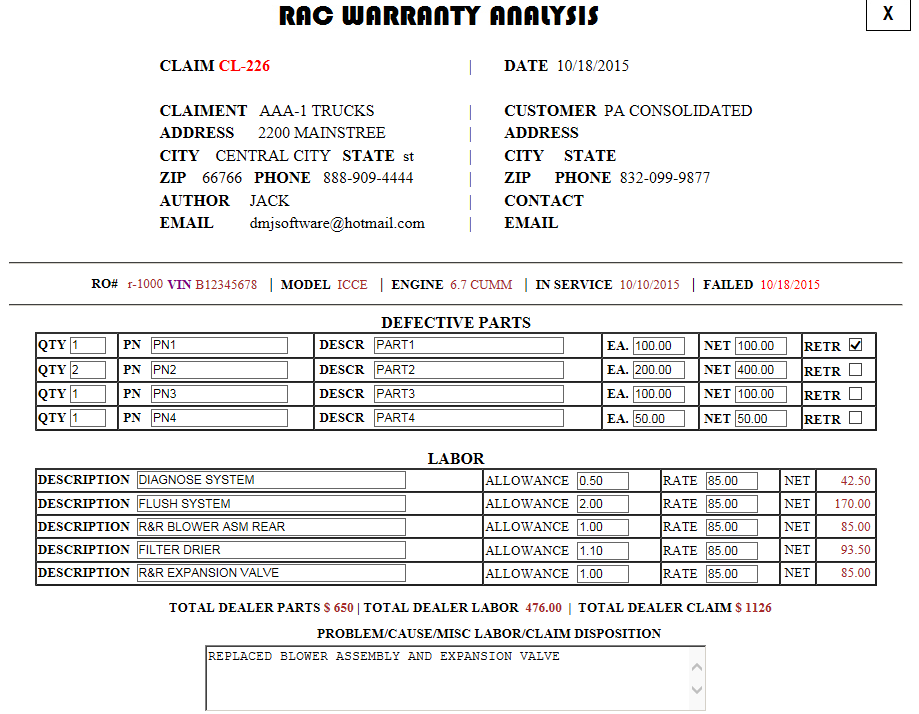 RAC WARRANTY ANALYSIS
X
CLAIM CL-226 | DATE 10/18/2015
CLAIMENT AAA-1 TRUCKS | CUSTOMER PA CONSOLIDATED
ADDRESS 2200 MAINSTREE | ADDRESS
CITY CENTRAL CITY STATE st | CITY STATE
ZIP 66766 PHONE 888-909-4444 | ZIP PHONE 832-099-9877
AUTHOR JACK | CONTACT
EMAIL dmjsoftware@hotmail.com | EMAIL
RO# r-1000 VIN B12345678 | MODEL ICCE | ENGINE 6.7 CUMM | IN SERVICE 10/10/2015 | FAILED 10/18/2015
DEFECTIVE PARTS
QTY 1 PN PN1 DESCR PART1 EA. 100.00 NET 100.00 RETR
QTY 2 PN PN2 DESCR PART2 EA. 200.00 NET 400.00 RETR
QTY 1 PN PN3 DESCR PART3 EA. 100.00 NET 100.00 RETR
QTY 1 PN PN4 DESCR PART4 EA. 50.00 NET 50.00 RETR
LABOR
DESCRIPTION DIAGNOSE SYSTEM ALLOWANCE 0.50 RATE 85.00 NET 42.50
DESCRIPTION FLUSH SYSTEM ALLOWANCE 2.00 RATE 85.00 NET 170.00
DESCRIPTION R&R BLOWER ASM REAR ALLOWANCE 1.00 RATE 85.00 NET 85.00
DESCRIPTION FILTER DRIER ALLOWANCE 1.10 RATE 85.00 NET 93.50
DESCRIPTION R&R EXPANSION VALVE ALLOWANCE 1.00 RATE 85.00 NET 85.00
TOTAL DEALER PARTS $ 650 | TOTAL DEALER LABOR 476.00 | TOTAL DEALER CLAIM $ 1126
PROBLEM/CAUSE/MISC LABOR/CLAIM DISPOSITION
REPLACED BLOWER ASSEMBLY AND EXPANSION VALVE